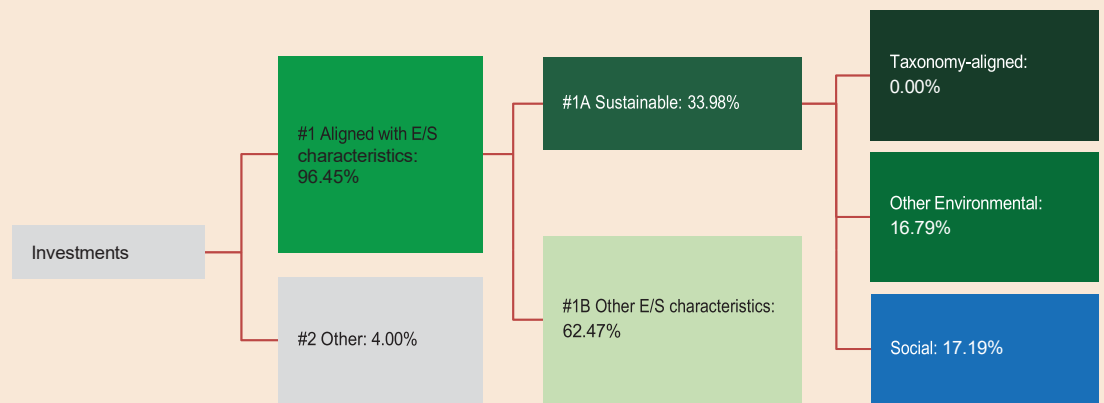 Investments
#1 Aligned with E/S
characteristics:
96.45%
#2 Other: 4.00%
#1A Sustainable: 33.98%
#1B Other E/S characteristics:
62.47%
Taxonomy-aligned:
0.00%
Other Environmental:
16.79%
Social: 17.19%